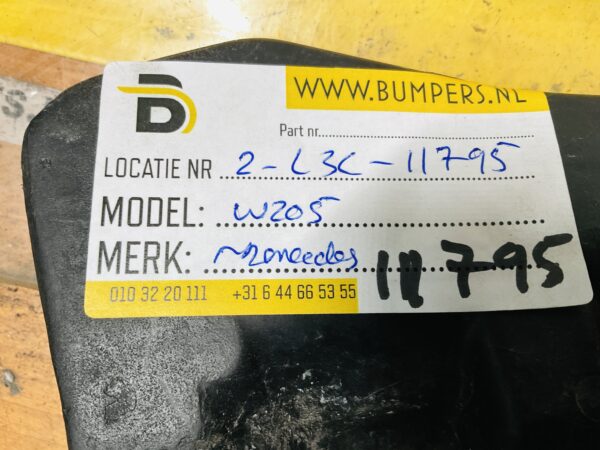 WWW.BUMPERS.NL
Part nr.
LOCATIE NR 2-L3C-11795
MODEL: W205
MERK: Mercedes
11795
010 32 20 111 +31 6 44 66 53 55